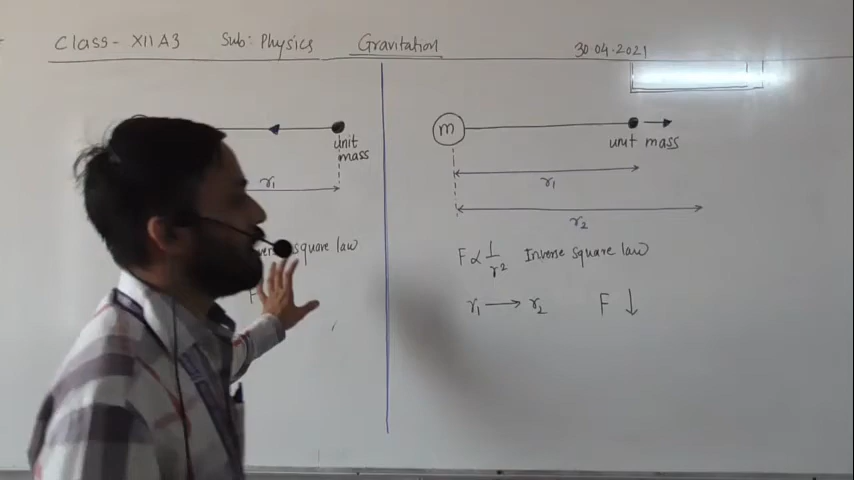 Class- XII A3 Sub: Physics Gravitation 30-04-2021
unit
mass
r₁
square law
F
m
unit mass
r₁
r₂
F ∝ 1/r² Inverse Square law
r₁ → r₂ F ↓